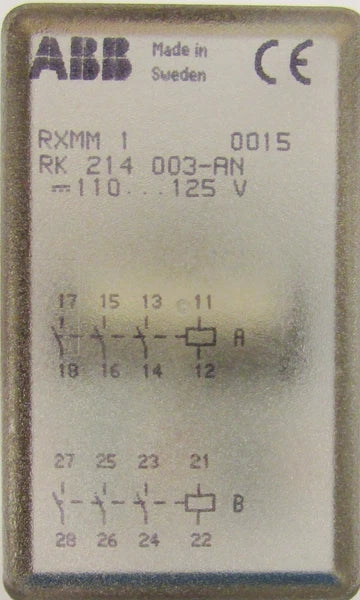 ABB Made in Sweden CE
RXMM 1 0015
RK 214 003-AN
⎓110...125 V
17 15 13 11
A
18 16 14 12
27 25 23 21
B
28 26 24 22